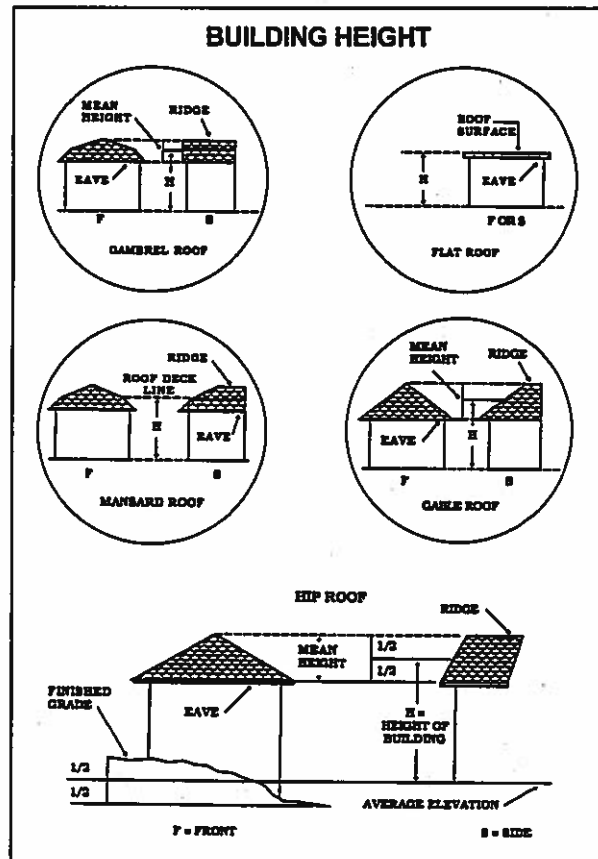 BUILDING HEIGHT
MEAN
HEIGHT
RIDGE
EAVE
H
F
S
GAMBREL ROOF
ROOF
SURFACE
H
EAVE
F OR S
FLAT ROOF
RIDGE
ROOF DECK
LINE
H
EAVE
F
S
MANSARD ROOF
MEAN
HEIGHT
RIDGE
EAVE
H
F
S
GABLE ROOF
HIP ROOF
RIDGE
MEAN
HEIGHT
1/2
1/2
FINISHED
GRADE
EAVE
H =
HEIGHT OF
BUILDING
1/2
1/2
AVERAGE ELEVATION
F = FRONT
S = SIDE